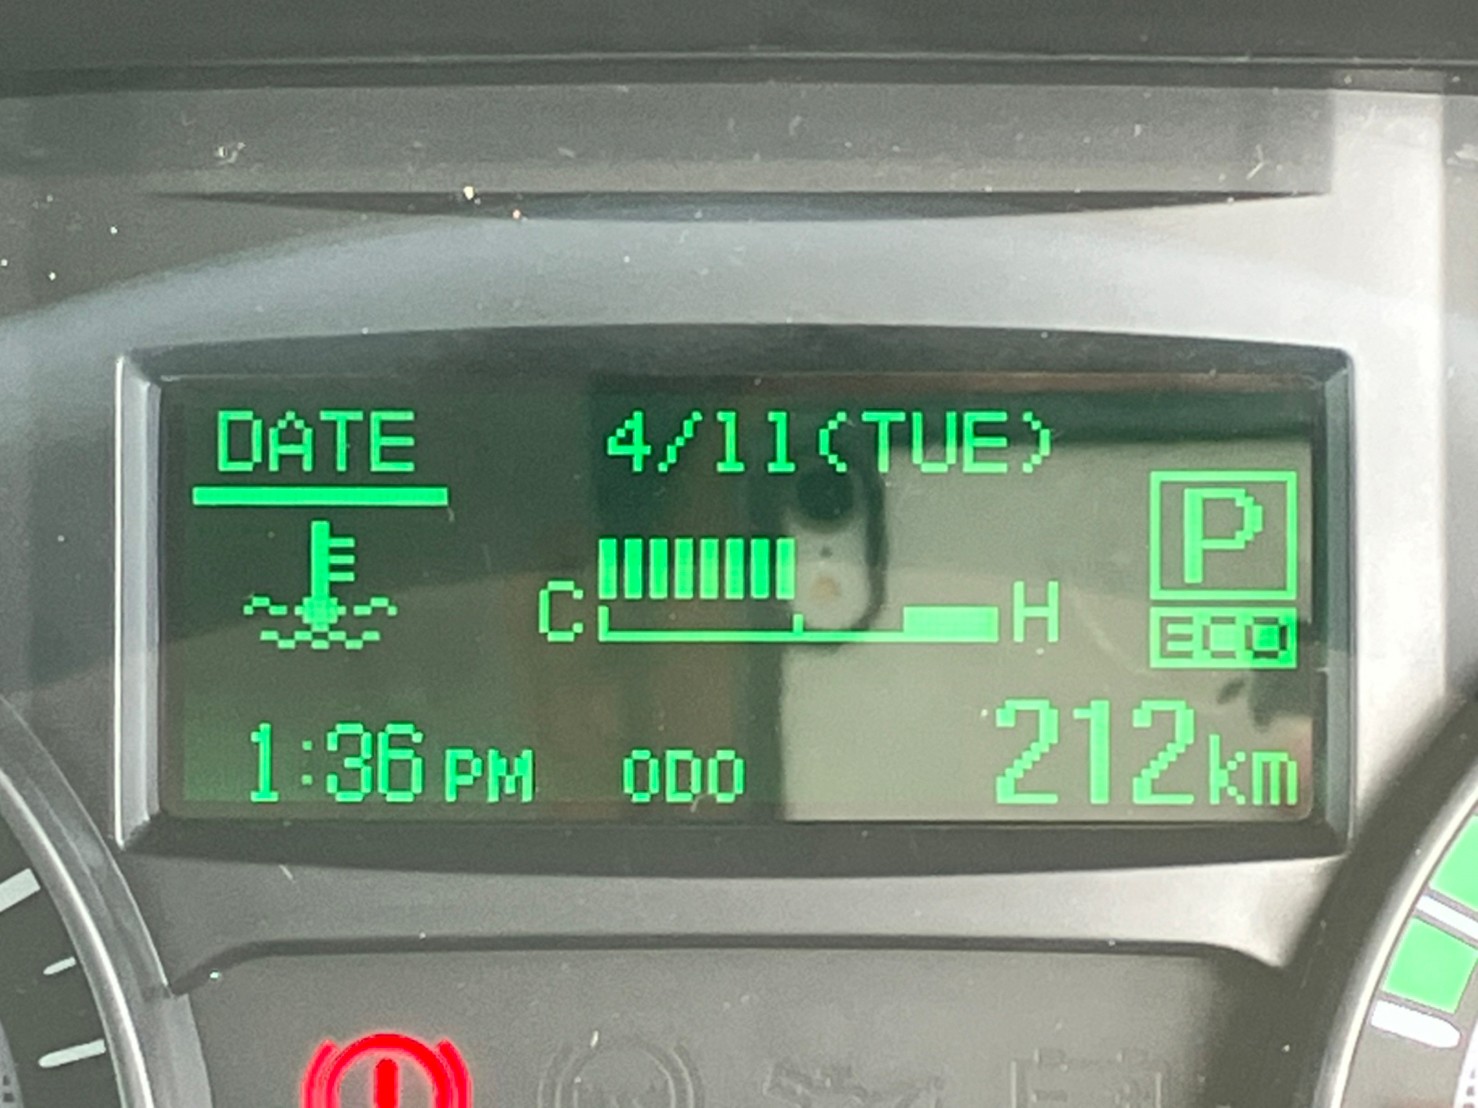 DATE 4/11(TUE)
P
C H
ECO
1:36 PM ODO 212km